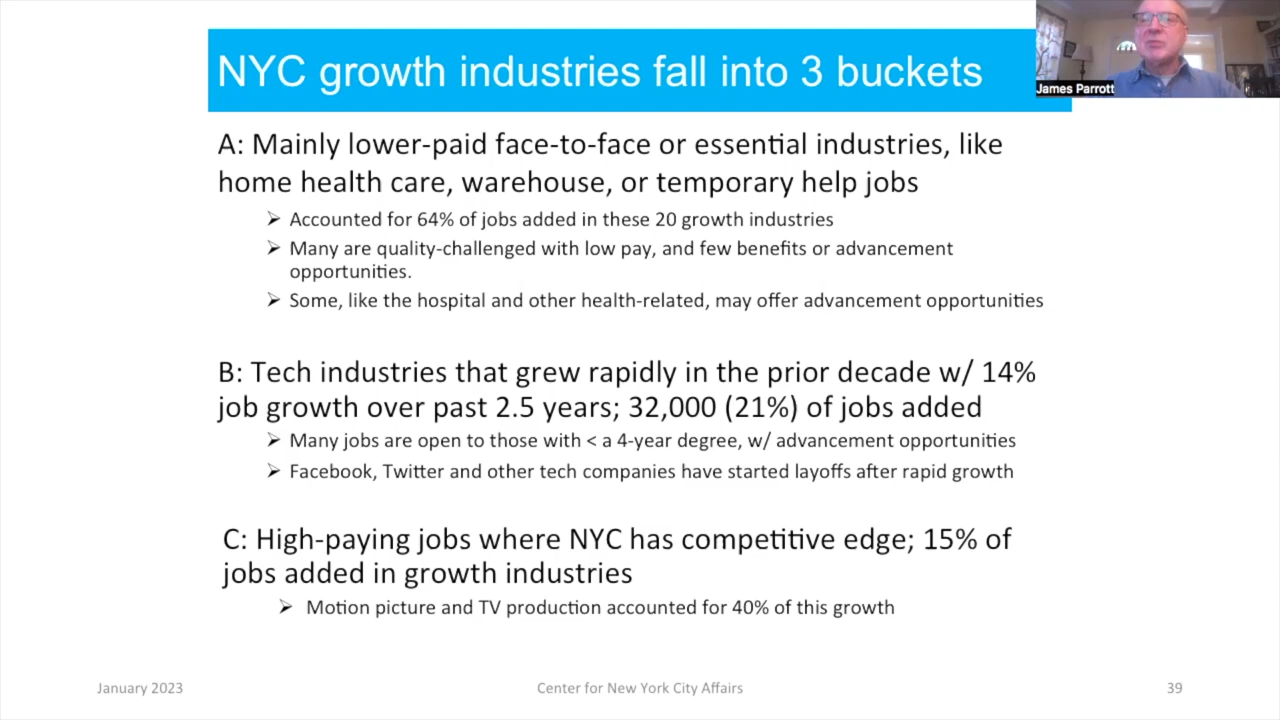 NYC growth industries fall into 3 buckets
James Parrott
A: Mainly lower-paid face-to-face or essential industries, like
home health care, warehouse, or temporary help jobs
➢ Accounted for 64% of jobs added in these 20 growth industries
➢ Many are quality-challenged with low pay, and few benefits or advancement
opportunities.
➢ Some, like the hospital and other health-related, may offer advancement opportunities
B: Tech industries that grew rapidly in the prior decade w/ 14%
job growth over past 2.5 years; 32,000 (21%) of jobs added
➢ Many jobs are open to those with < a 4-year degree, w/ advancement opportunities
➢ Facebook, Twitter and other tech companies have started layoffs after rapid growth
C: High-paying jobs where NYC has competitive edge; 15% of
jobs added in growth industries
➢ Motion picture and TV production accounted for 40% of this growth
January 2023
Center for New York City Affairs
39